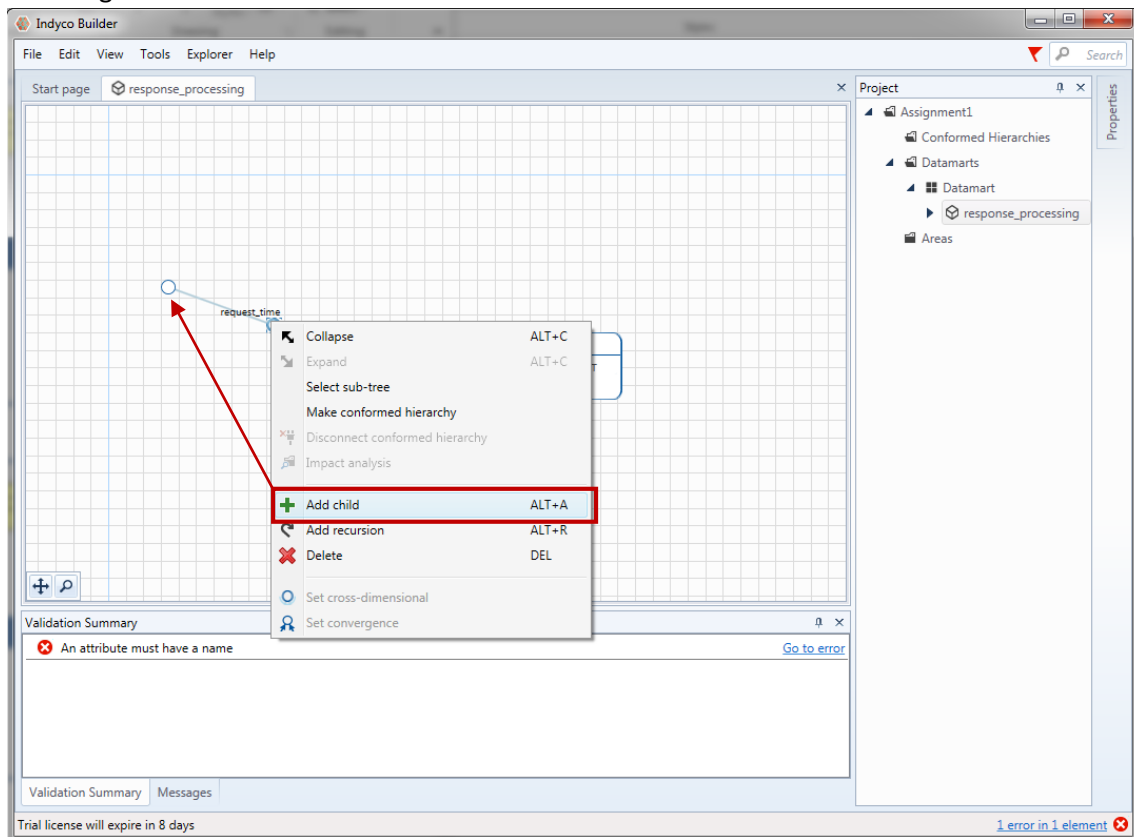 Indyco Builder
File Edit View Tools Explorer Help
Search
Start page response_processing
Project
Properties
Assignment1
Conformed Hierarchies
Datamarts
Datamart
response_processing
Areas
request_time
Collapse ALT+C
Expand ALT+C
Select sub-tree
Make conformed hierarchy
Disconnect conformed hierarchy
Impact analysis
Add child ALT+A
Add recursion ALT+R
Delete DEL
Set cross-dimensional
Set convergence
Validation Summary
An attribute must have a name Go to error
Validation Summary Messages
Trial license will expire in 8 days 1 error in 1 element